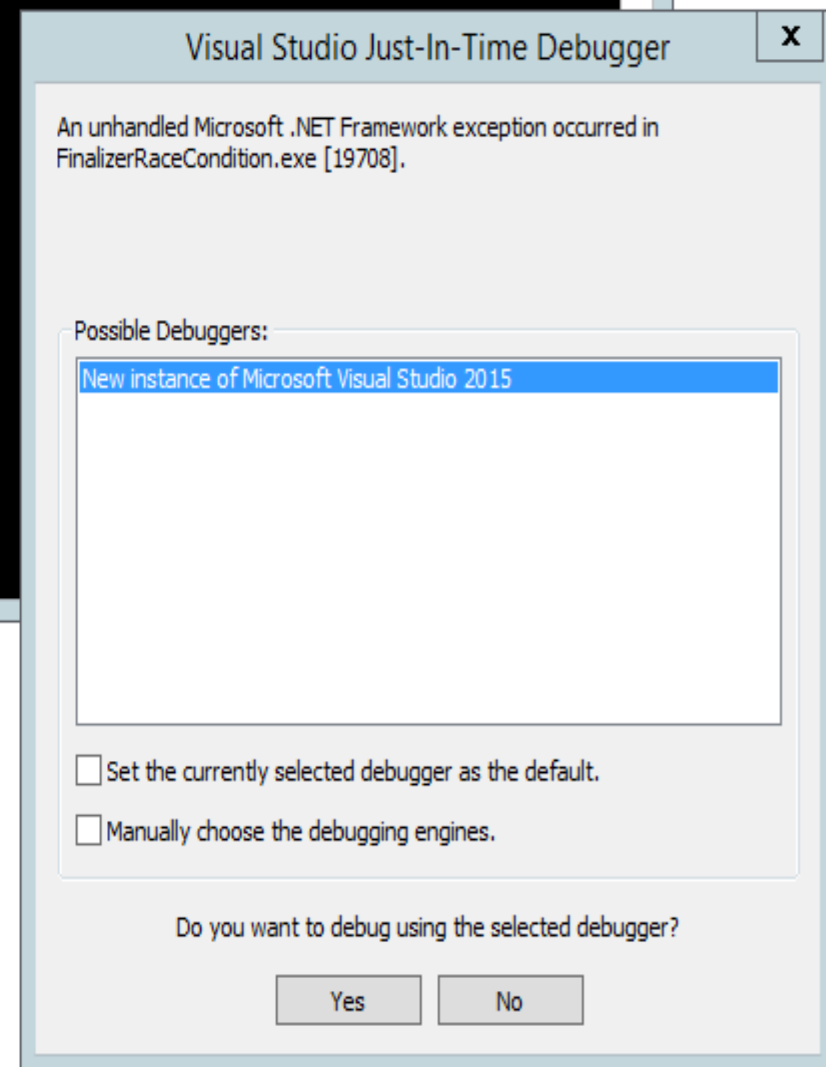 Visual Studio Just-In-Time Debugger
x
An unhandled Microsoft .NET Framework exception occurred in
FinalizerRaceCondition.exe [19708].
Possible Debuggers:
New instance of Microsoft Visual Studio 2015
Set the currently selected debugger as the default.
Manually choose the debugging engines.
Do you want to debug using the selected debugger?
Yes
No